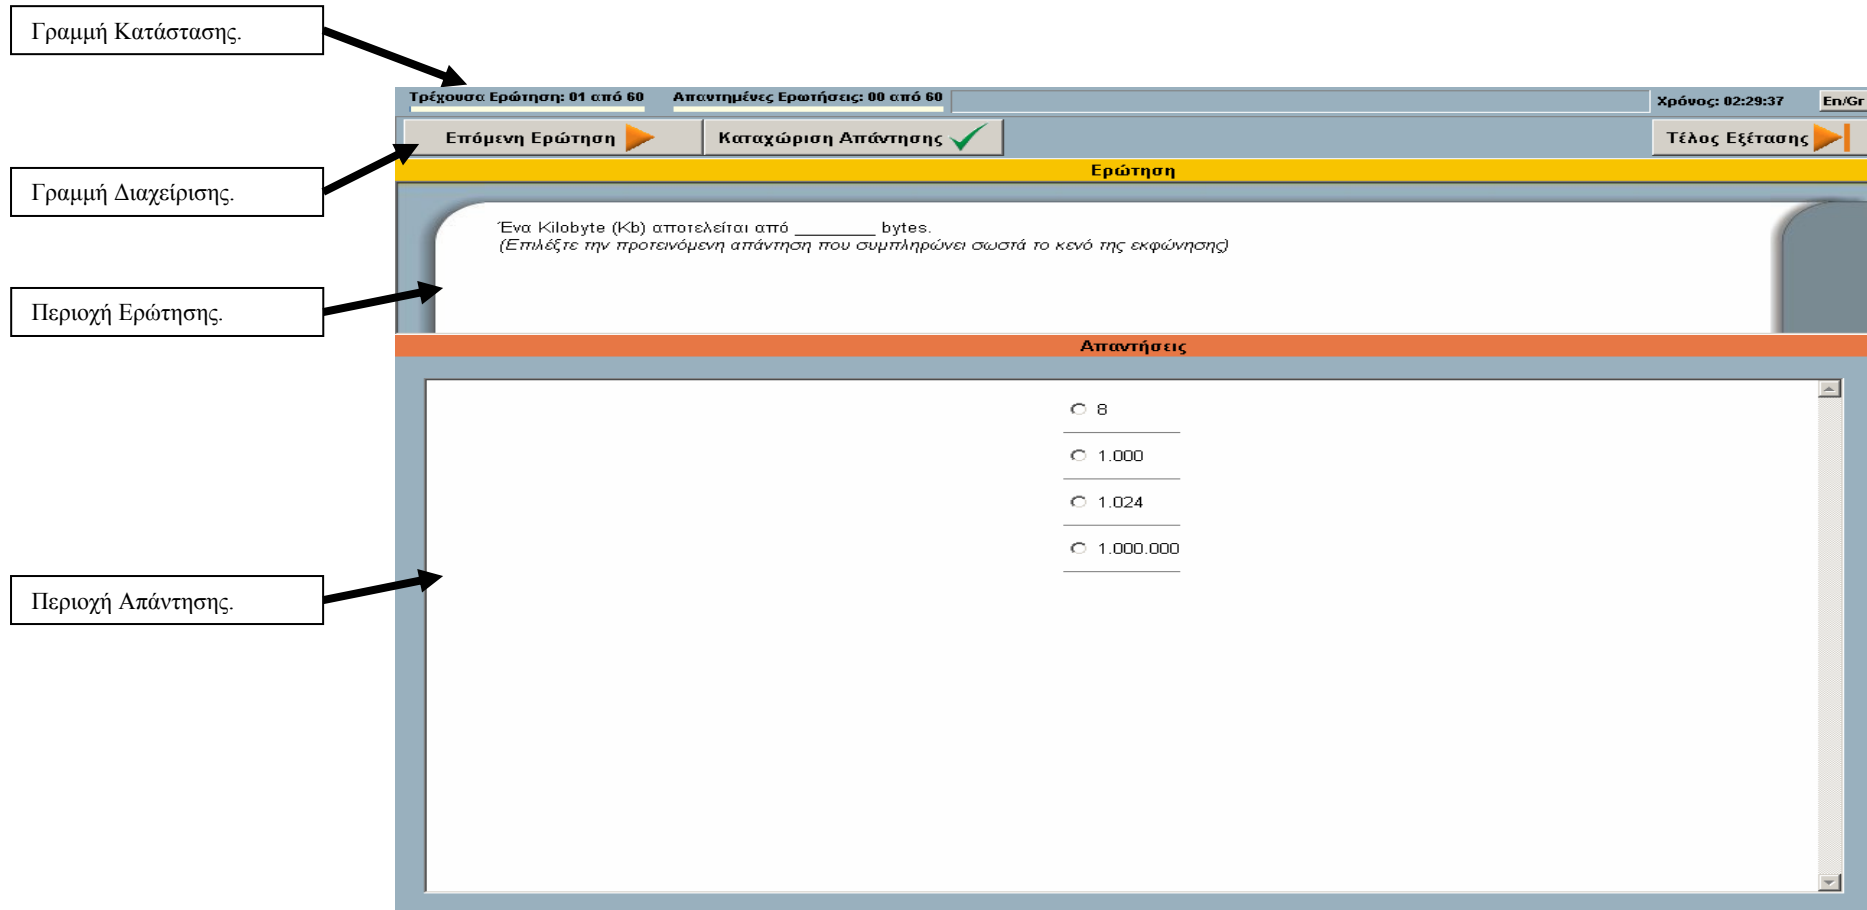 Γραμμή Κατάστασης.
Τρέχουσα Ερώτηση: 01 από 60 Απαντημένες Ερωτήσεις: 00 από 60 Χρόνος: 02:29:37 En/Gr
Επόμενη Ερώτηση Καταχώριση Απάντησης Τέλος Εξέτασης
Ερώτηση
Γραμμή Διαχείρισης.
Ένα Kilobyte (Kb) αποτελείται από ________ bytes.
(Επιλέξτε την προτεινόμενη απάντηση που συμπληρώνει σωστά το κενό της εκφώνησης)
Περιοχή Ερώτησης.
Απαντήσεις
8
1.000
1.024
1.000.000
Περιοχή Απάντησης.